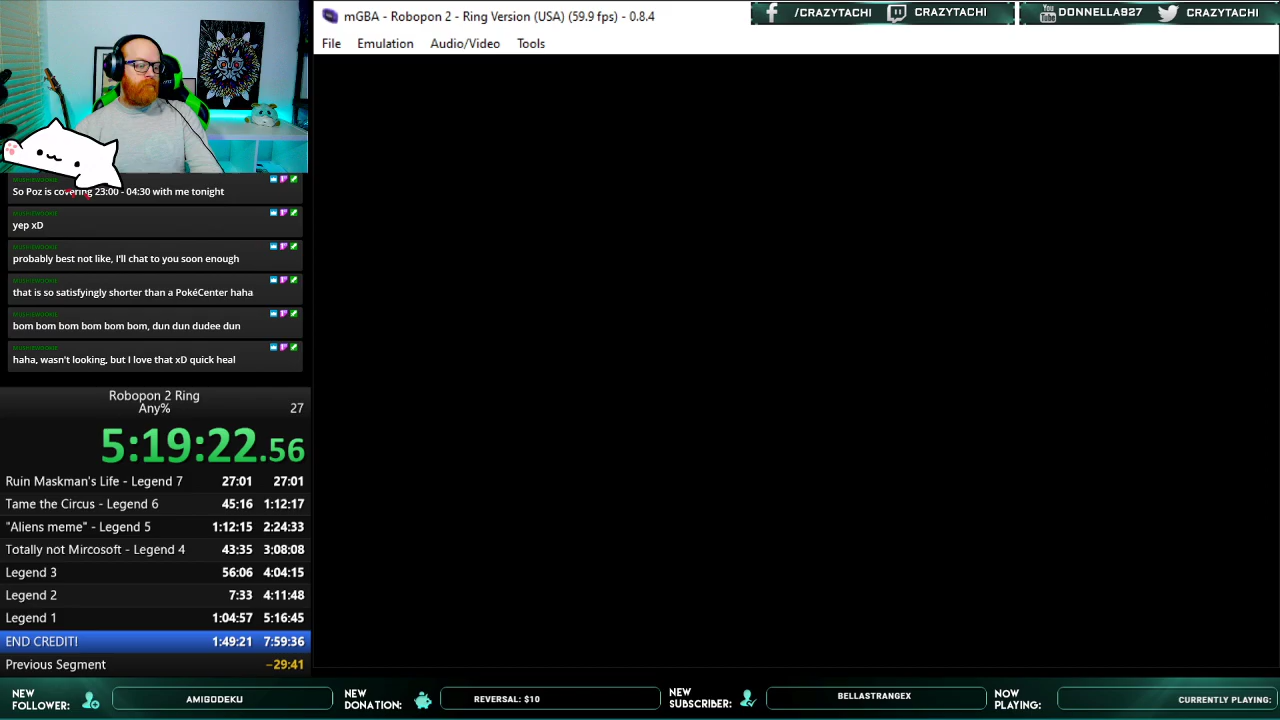 mGBA - Robopon 2 - Ring Version (USA) (59.9 fps) - 0.8.4
/CRAZYTACHI
CRAZYTACHI
You Tube
DONNELLAB27
CRAZYTACHI
File Emulation Audio/Video Tools
So Poz is covering 23:00 - 04:30 with me tonight
yep xD
probably best not like, I'll chat to you soon enough
that is so satisfyingly shorter than a PokéCenter haha
bom bom bom bom bom bom, dun dun dudee dun
haha, wasn't looking, but I love that xD quick heal
Robopon 2 Ring
Any% 27
5:19:22.56
Ruin Maskman's Life - Legend 7 27:01 27:01
Tame the Circus - Legend 6 45:16 1:12:17
"Aliens meme" - Legend 5 1:12:15 2:24:33
Totally not Mircosoft - Legend 4 43:35 3:08:08
Legend 3 56:06 4:04:15
Legend 2 7:33 4:11:48
Legend 1 1:04:57 5:16:45
END CREDIT! 1:49:21 7:59:36
Previous Segment −29:41
NEW FOLLOWER: AMIGODEKU
NEW DONATION: REVERSAL: $10
NEW SUBSCRIBER: BELLASTRANGEX
NOW PLAYING: CURRENTLY PLAYING: